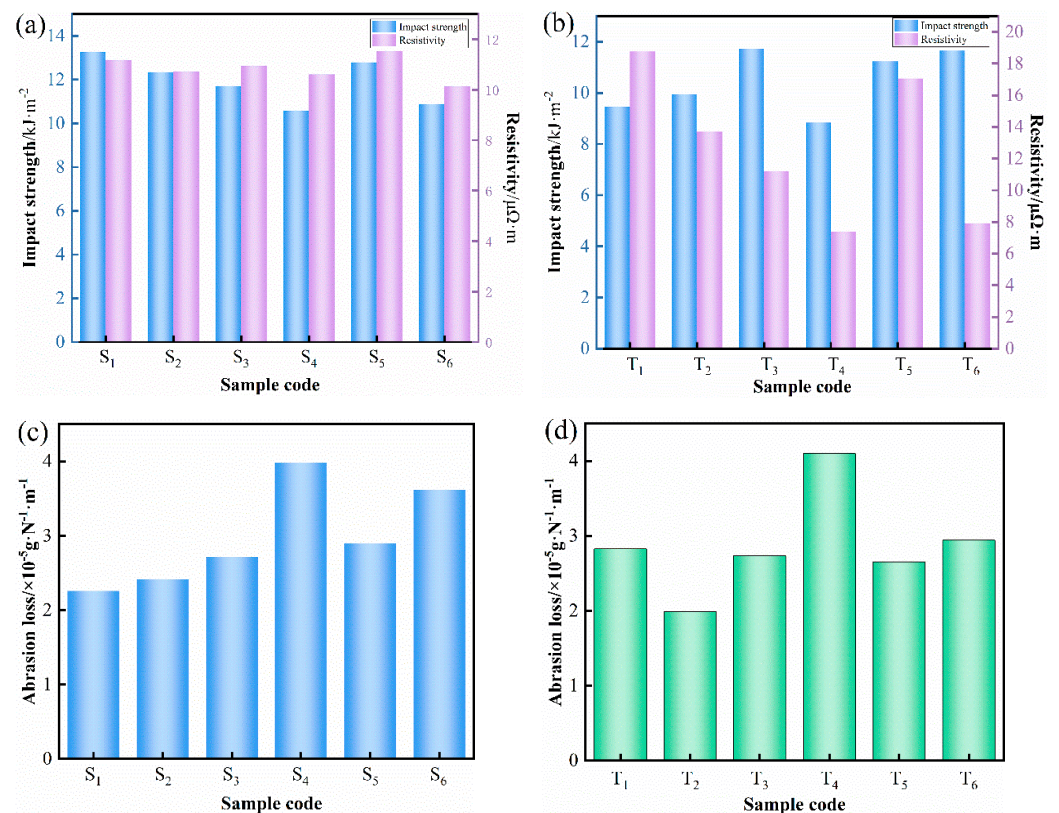 (a)
Impact strength
Resistivity
14
12
10
8
6
4
2
0
Impact strength/kJ·m⁻²
12
10
8
6
4
2
0
Resistivity/μΩ·m
S₁ S₂ S₃ S₄ S₅ S₆
Sample code
(b)
Impact strength
Resistivity
12
10
8
6
4
2
0
Impact strength/kJ·m⁻²
20
18
16
14
12
10
8
6
4
2
0
Resistivity/μΩ·m
T₁ T₂ T₃ T₄ T₅ T₆
Sample code
(c)
4
3
2
1
0
Abrasion loss/×10⁻⁵g·N⁻¹·m⁻¹
S₁ S₂ S₃ S₄ S₅ S₆
Sample code
(d)
4
3
2
1
0
Abrasion loss/×10⁻⁵g·N⁻¹·m⁻¹
T₁ T₂ T₃ T₄ T₅ T₆
Sample code